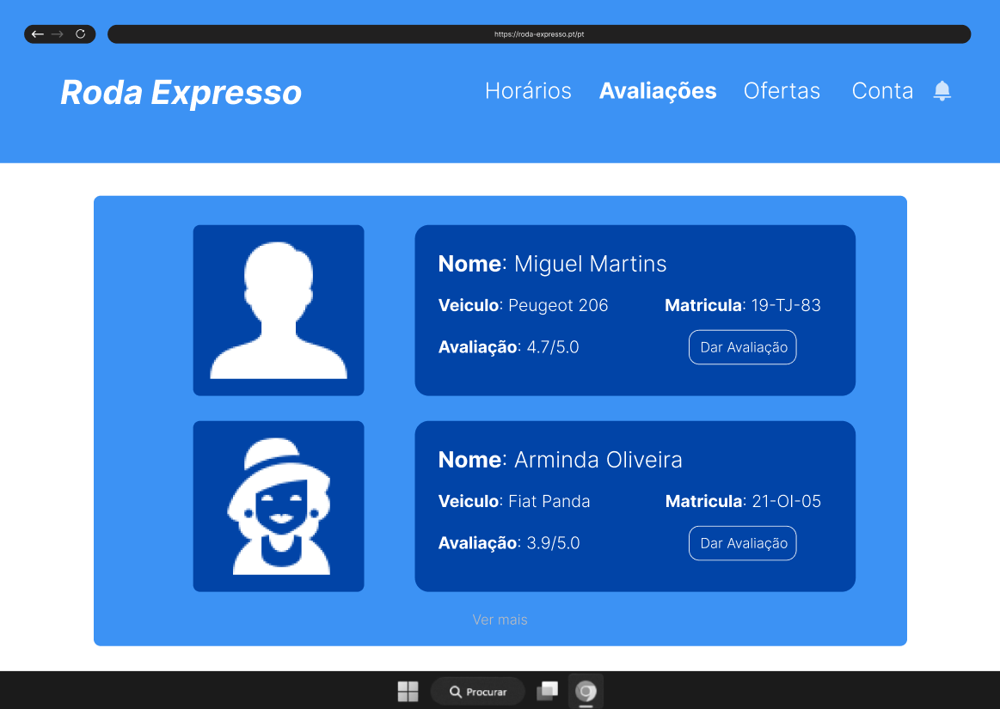 https://roda-expresso.pt/pt
Roda Expresso
Horários Avaliações Ofertas Conta
Nome: Miguel Martins
Veiculo: Peugeot 206 Matricula: 19-TJ-83
Avaliação: 4.7/5.0 Dar Avaliação
Nome: Arminda Oliveira
Veiculo: Fiat Panda Matricula: 21-OI-05
Avaliação: 3.9/5.0 Dar Avaliação
Ver mais
Procurar